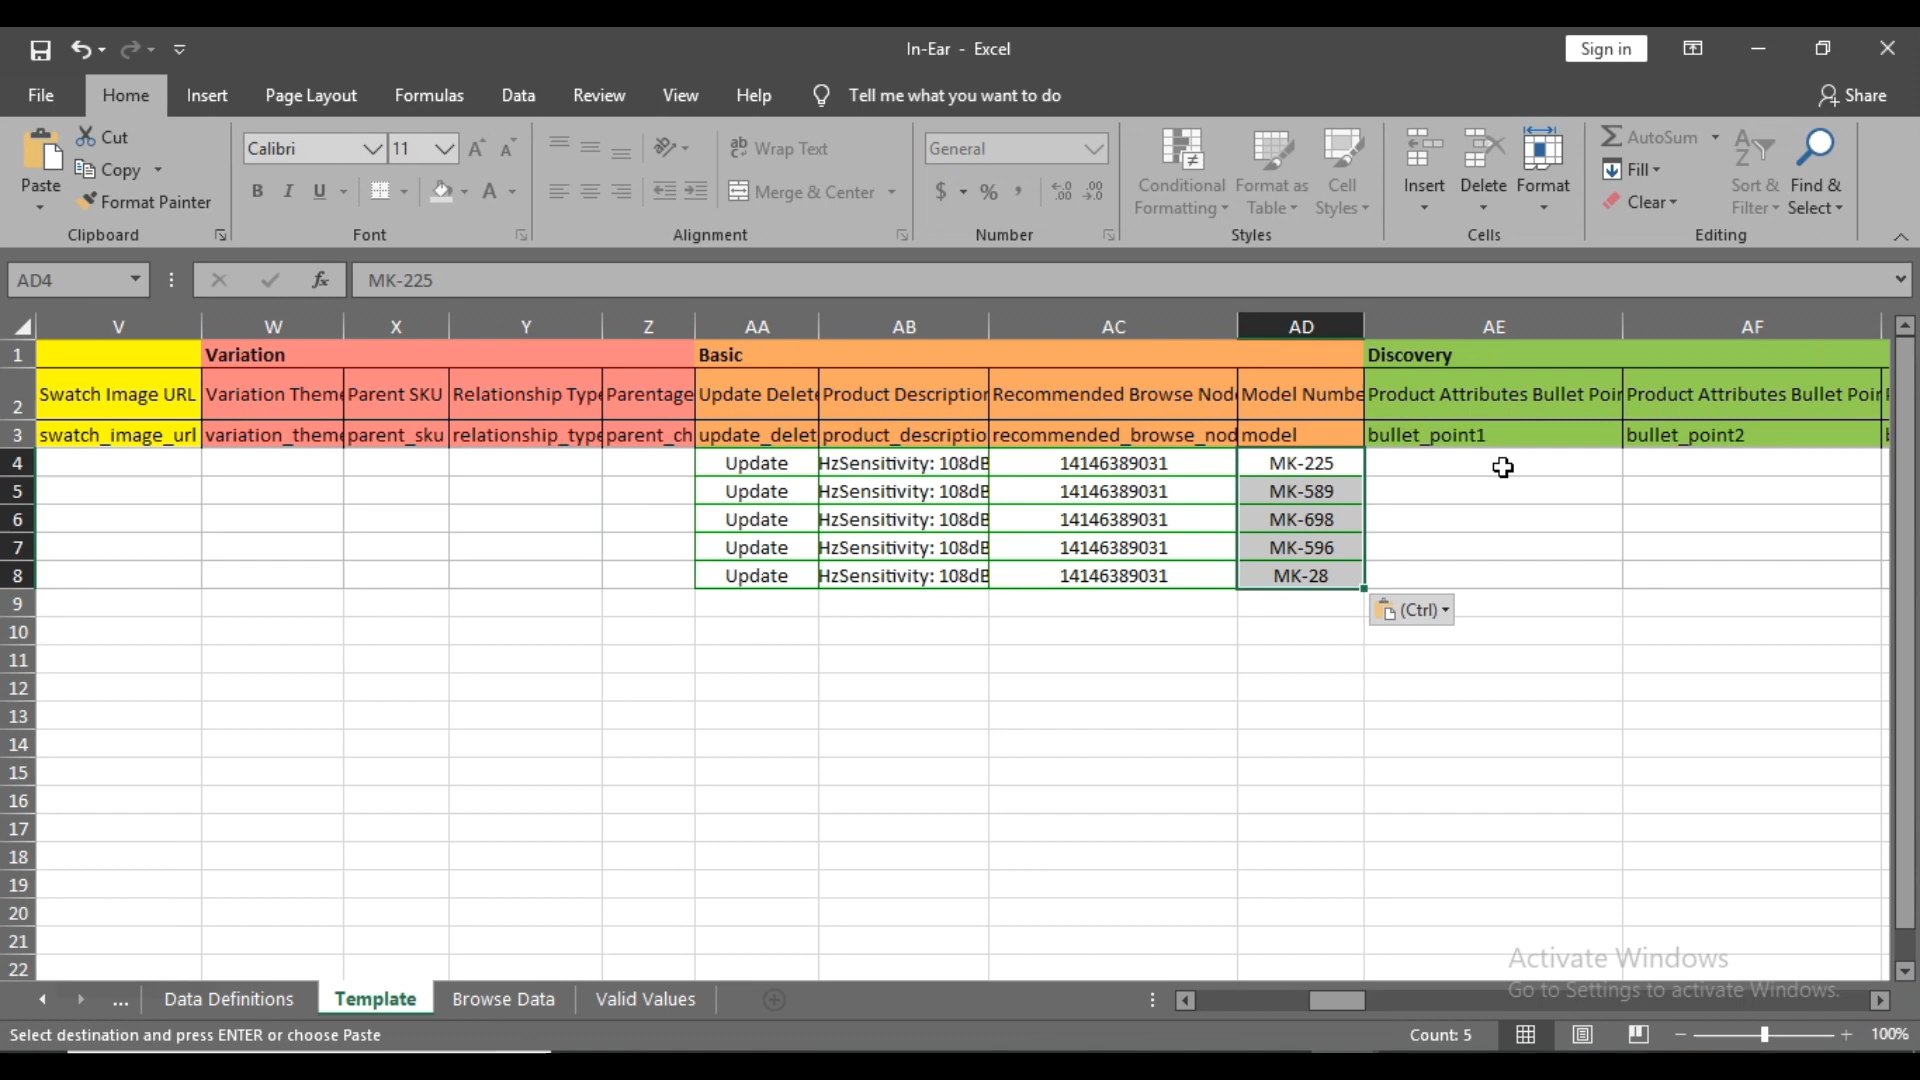 In-Ear - Excel
Sign in
File Home Insert Page Layout Formulas Data Review View Help Tell me what you want to do Share
Paste
Cut
Copy
Format Painter
Clipboard
Calibri 11 A A
B I U A
Font
ab Wrap Text
Merge & Center
Alignment
General
$ % ,
Number
Conditional Formatting
Format as Table
Cell Styles
Styles
Insert Delete Format
Cells
AutoSum
Fill
Clear
Sort & Filter
Find & Select
Editing
AD4 fx MK-225
V W X Y Z AA AB AC AD AE AF
1 Variation Basic Discovery
2 Swatch Image URL Variation Theme Parent SKU Relationship Type Parentage Update Delete Product Description Recommended Browse Nod Model Numbe Product Attributes Bullet Poin Product Attributes Bullet Poin
3 swatch_image_url variation_theme parent_sku relationship_type parent_ch update_delet product_descriptio recommended_browse_nod model bullet_point1 bullet_point2
4 Update HzSensitivity: 108dB 14146389031 MK-225
5 Update HzSensitivity: 108dB 14146389031 MK-589
6 Update HzSensitivity: 108dB 14146389031 MK-698
7 Update HzSensitivity: 108dB 14146389031 MK-596
8 Update HzSensitivity: 108dB 14146389031 MK-28
9 (Ctrl)
10
11
12
13
14
15
16
17
18
19
20
21
22
Activate Windows
Go to Settings to activate Windows.
... Data Definitions Template Browse Data Valid Values
Select destination and press ENTER or choose Paste Count: 5 100%